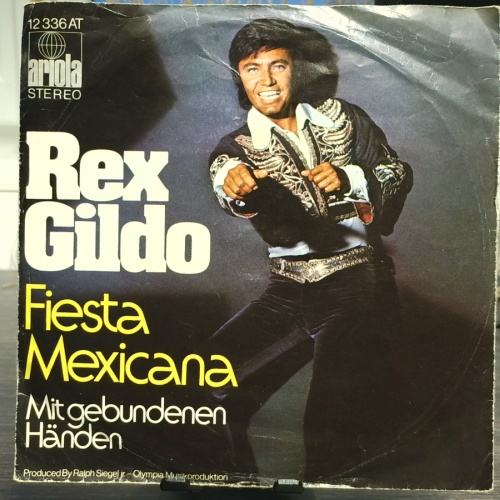 12 336 AT
ariola
STEREO
Rex
Gildo
Fiesta
Mexicana
Mit gebundenen
Händen
Produced By Ralph Siegel jr. – Olympia Musikproduktion